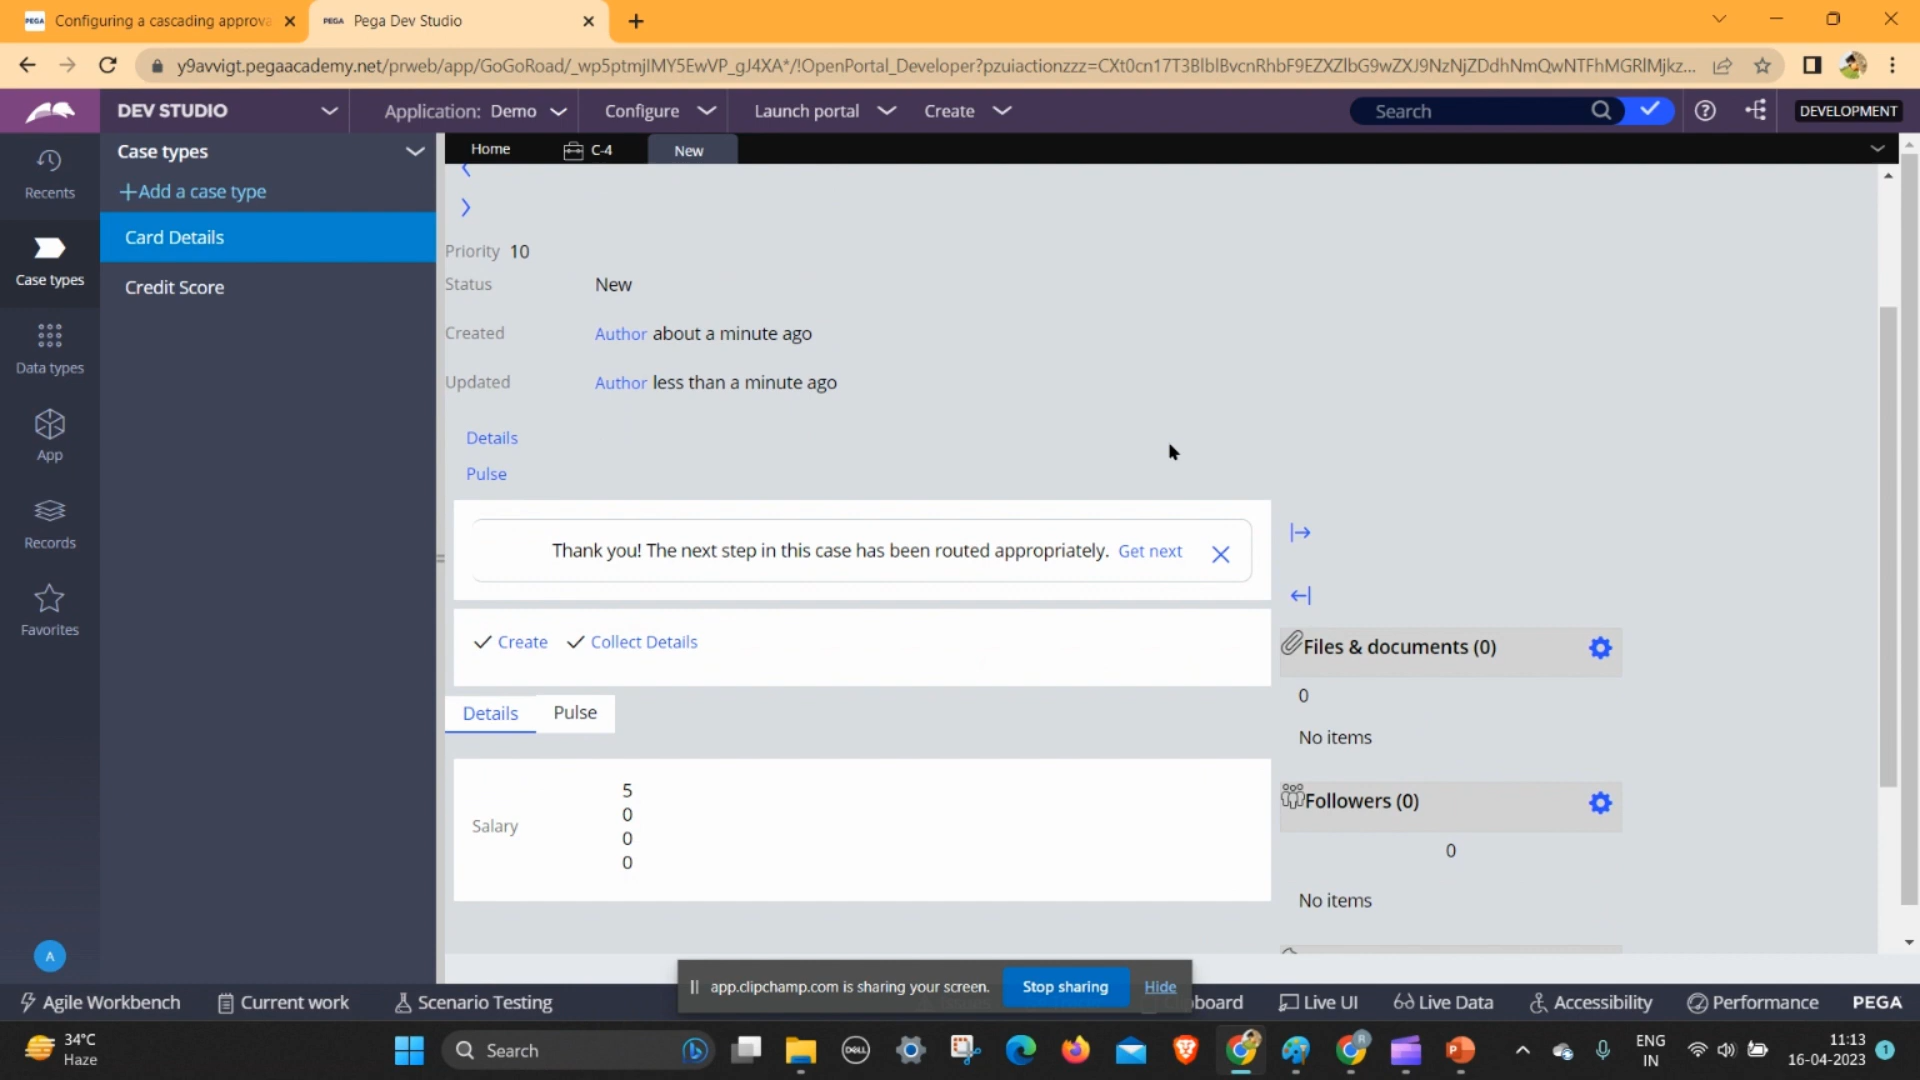 PEGA Configuring a cascading approva
PEGA Pega Dev Studio
y9avvigt.pegaacademy.net/prweb/app/GoGoRoad/_wp5ptmjIMY5EwVP_gJ4XA*/!OpenPortal_Developer?pzuiactionzzz=CXt0cn17T3BlblBvcnRhbF9EZXZlbG9wZXJ9NzNjZDdhNmQwNTFhMGRlMjkz...
DEV STUDIO
Application: Demo
Configure
Launch portal
Create
Search
DEVELOPMENT
Recents
Case types
Data types
App
Records
Favorites
A
Case types
Add a case type
Card Details
Credit Score
Home
C-4
New
Priority 10
Status New
Created Author about a minute ago
Updated Author less than a minute ago
Details
Pulse
Thank you! The next step in this case has been routed appropriately. Get next
Create Collect Details
Details Pulse
Salary
5
0
0
0
Files & documents (0)
0
No items
Followers (0)
0
No items
app.clipchamp.com is sharing your screen. Stop sharing Hide
Agile Workbench
Current work
Scenario Testing
pboard
Live UI
Live Data
Accessibility
Performance
PEGA
34°C
Haze
Search
DELL
R
P
ENG
IN
11:13
16-04-2023
1